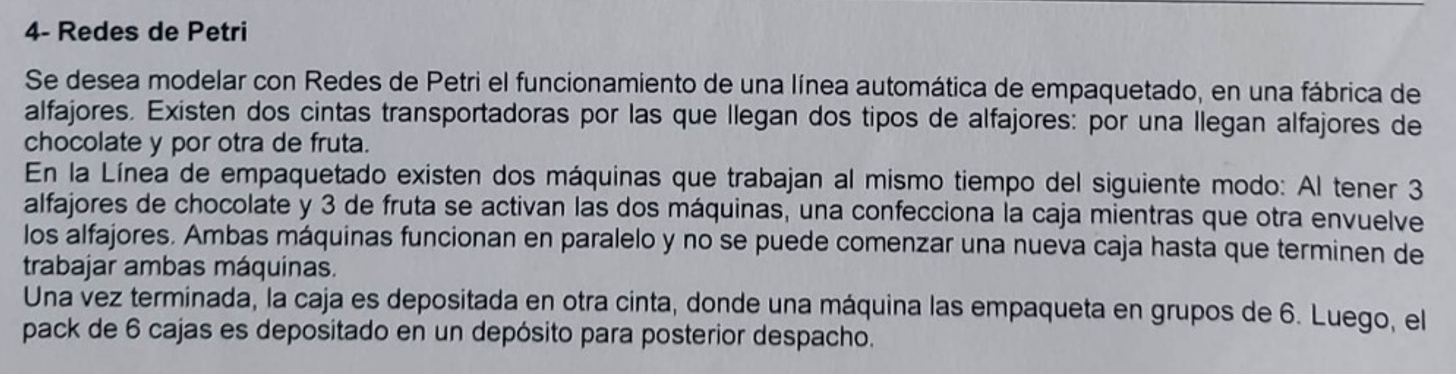 4- Redes de Petri
Se desea modelar con Redes de Petri el funcionamiento de una línea automática de empaquetado, en una fábrica de
alfajores. Existen dos cintas transportadoras por las que llegan dos tipos de alfajores: por una llegan alfajores de
chocolate y por otra de fruta.
En la Línea de empaquetado existen dos máquinas que trabajan al mismo tiempo del siguiente modo: Al tener 3
alfajores de chocolate y 3 de fruta se activan las dos máquinas, una confecciona la caja mientras que otra envuelve
los alfajores. Ambas máquinas funcionan en paralelo y no se puede comenzar una nueva caja hasta que terminen de
trabajar ambas máquinas.
Una vez terminada, la caja es depositada en otra cinta, donde una máquina las empaqueta en grupos de 6. Luego, el
pack de 6 cajas es depositado en un depósito para posterior despacho.